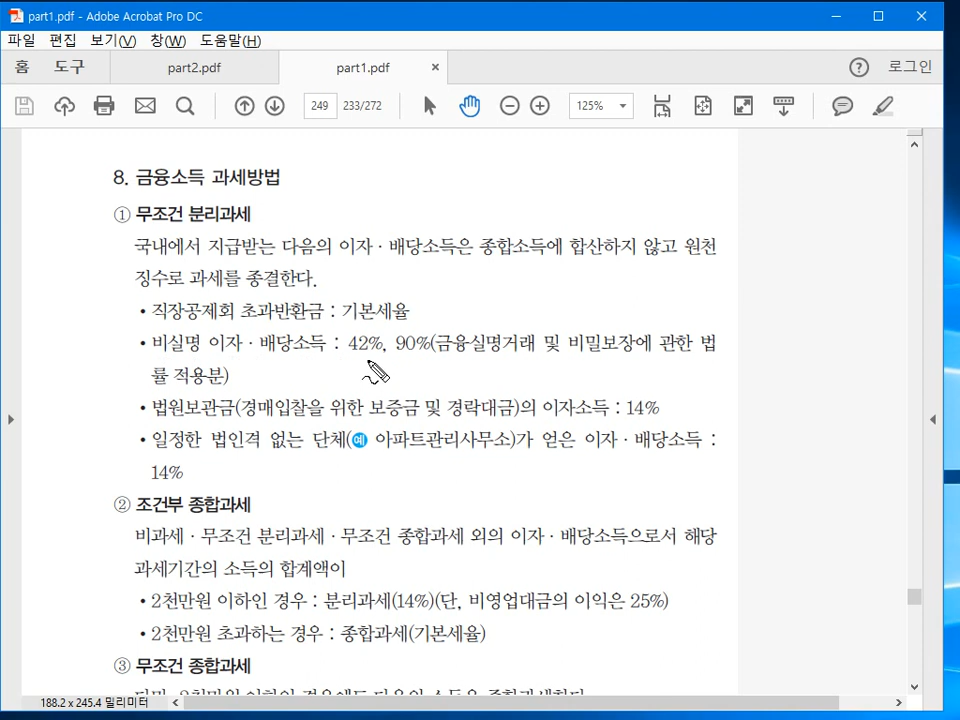 part1.pdf - Adobe Acrobat Pro DC
파일 편집 보기(V) 창(W) 도움말(H)
홈 도구 part2.pdf part1.pdf × ? 로그인
249 233/272 125%
8. 금융소득 과세방법
① 무조건 분리과세
국내에서 지급받는 다음의 이자 · 배당소득은 종합소득에 합산하지 않고 원천
징수로 과세를 종결한다.
• 직장공제회 초과반환금 : 기본세율
• 비실명 이자 · 배당소득 : 42%, 90%(금융실명거래 및 비밀보장에 관한 법
률 적용분)
• 법원보관금(경매입찰을 위한 보증금 및 경락대금)의 이자소득 : 14%
• 일정한 법인격 없는 단체(예 아파트관리사무소)가 얻은 이자 · 배당소득 :
14%
② 조건부 종합과세
비과세 · 무조건 분리과세 · 무조건 종합과세 외의 이자 · 배당소득으로서 해당
과세기간의 소득의 합계액이
• 2천만원 이하인 경우 : 분리과세(14%)(단, 비영업대금의 이익은 25%)
• 2천만원 초과하는 경우 : 종합과세(기본세율)
③ 무조건 종합과세
188.2 x 245.4 밀리미터